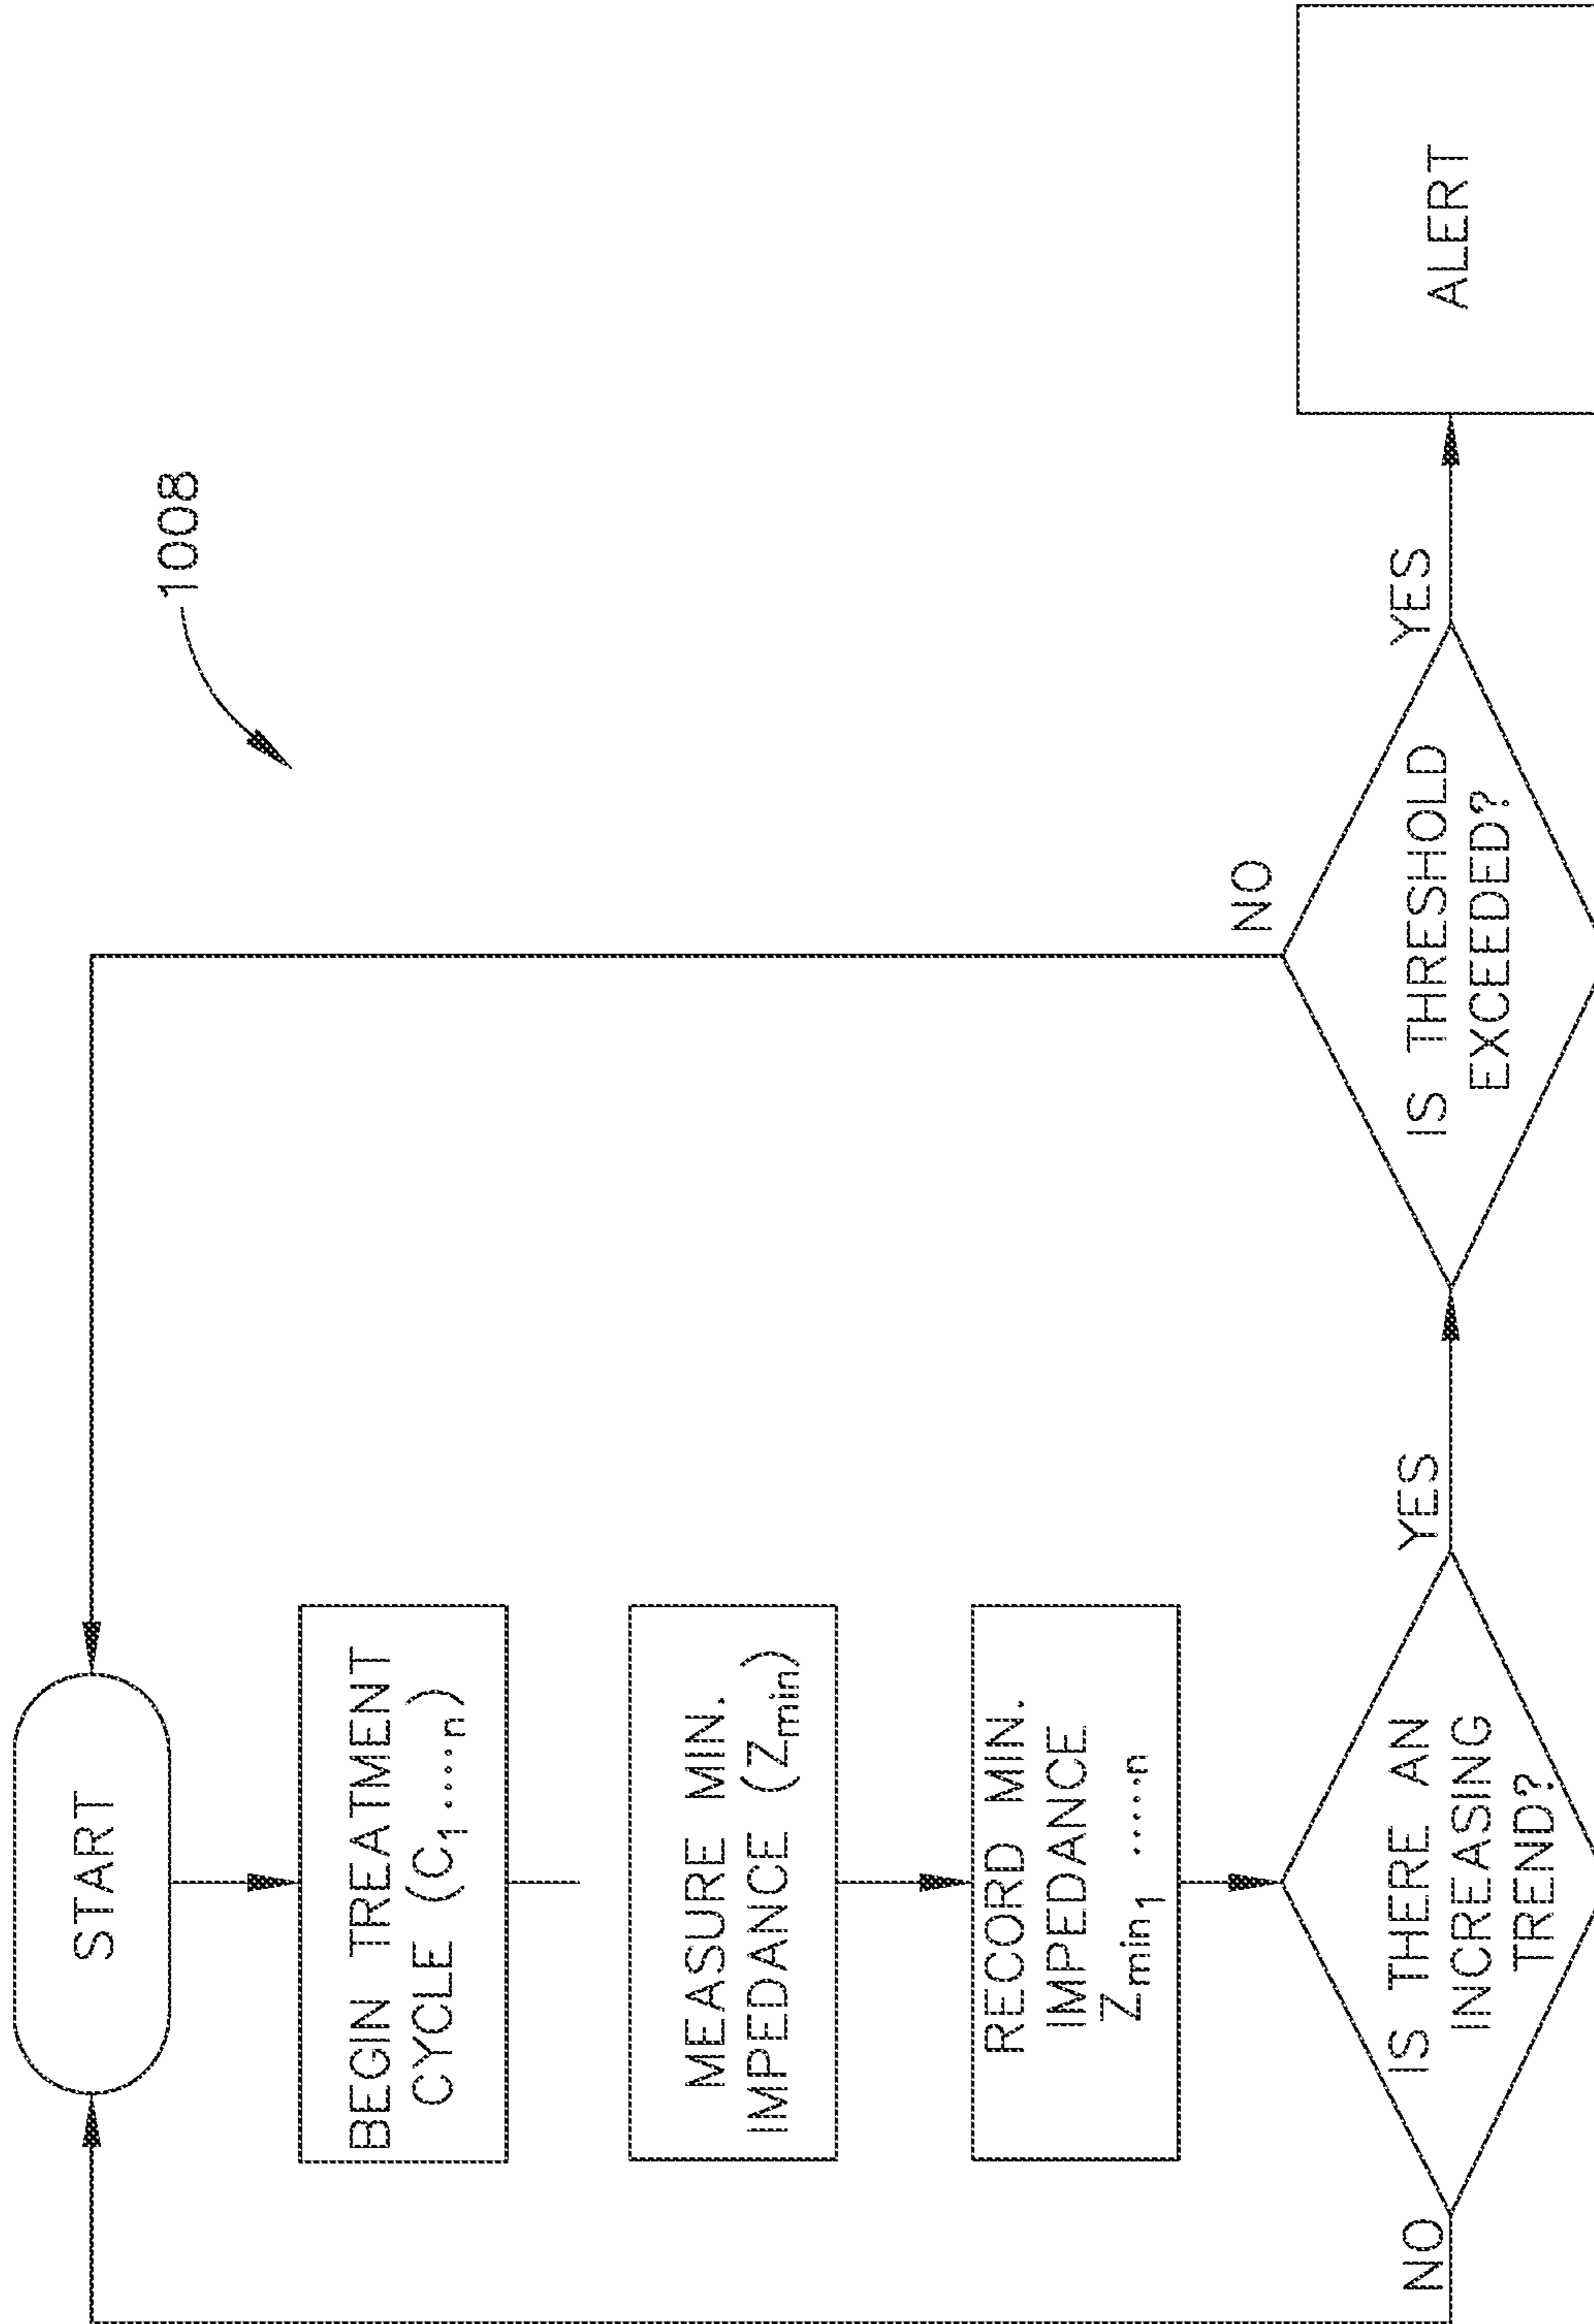 1008
START
BEGIN TREATMENT
CYCLE (C₁....n)
MEASURE MIN.
IMPEDANCE (Zmin)
RECORD MIN.
IMPEDANCE
Zmin₁ .....n
IS THERE AN
INCREASING
TREND?
NO
YES
IS THRESHOLD
EXCEEDED?
NO
YES
ALERT